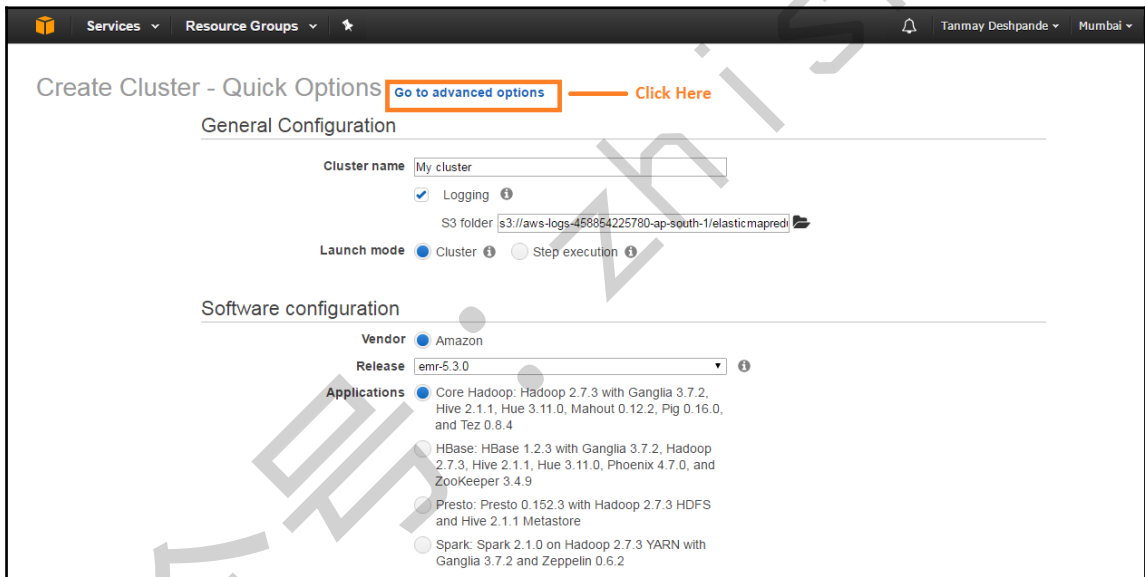 Services Resource Groups Tanmay Deshpande Mumbai
Create Cluster - Quick Options Go to advanced options Click Here
General Configuration
Cluster name My cluster
Logging
S3 folder s3://aws-logs-458854225780-ap-south-1/elasticmapred
Launch mode Cluster Step execution
Software configuration
Vendor Amazon
Release emr-5.3.0
Applications Core Hadoop: Hadoop 2.7.3 with Ganglia 3.7.2,
Hive 2.1.1, Hue 3.11.0, Mahout 0.12.2, Pig 0.16.0,
and Tez 0.8.4
HBase: HBase 1.2.3 with Ganglia 3.7.2, Hadoop
2.7.3, Hive 2.1.1, Hue 3.11.0, Phoenix 4.7.0, and
ZooKeeper 3.4.9
Presto: Presto 0.152.3 with Hadoop 2.7.3 HDFS
and Hive 2.1.1 Metastore
Spark: Spark 2.1.0 on Hadoop 2.7.3 YARN with
Ganglia 3.7.2 and Zeppelin 0.6.2
号: zhis